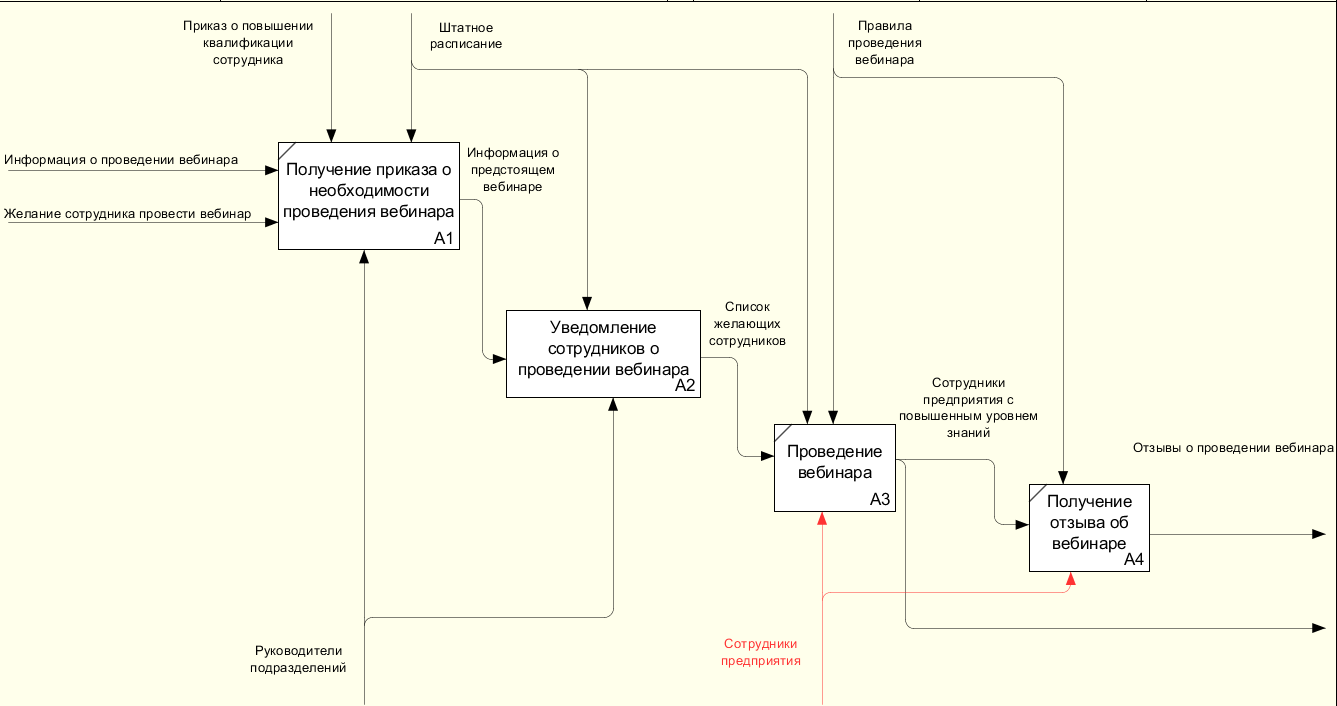 Приказ о повышении
квалификации
сотрудника
Штатное
расписание
Правила
проведения
вебинара
Информация о проведении вебинара
Желание сотрудника провести вебинар
Получение приказа о
необходимости
проведения вебинара
A1
Информация о
предстоящем
вебинаре
Уведомление
сотрудников о
проведении вебинара
A2
Список
желающих
сотрудников
Проведение
вебинара
A3
Сотрудники
предприятия с
повышенным уровнем
знаний
Отзывы о проведении вебинара
Получение
отзыва об
вебинаре
A4
Руководители
подразделений
Сотрудники
предприятия